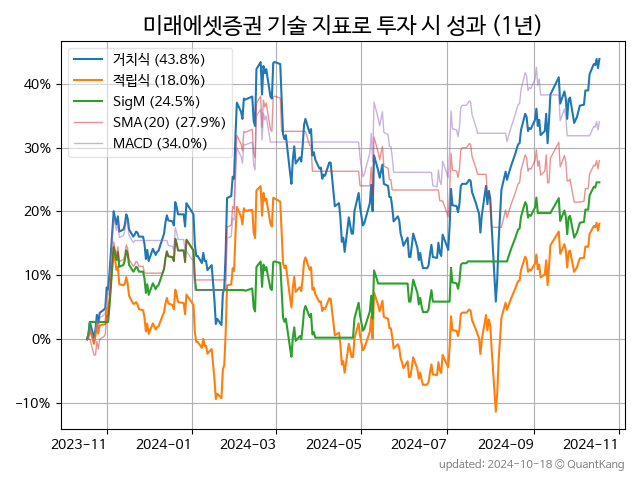 미래에셋증권 기술 지표로 투자 시 성과 (1년)
거치식 (43.8%)
적립식 (18.0%)
SigM (24.5%)
SMA(20) (27.9%)
MACD (34.0%)
40%
30%
20%
10%
0%
−10%
2023-11 2024-01 2024-03 2024-05 2024-07 2024-09 2024-11
updated: 2024-10-18 © QuantKang